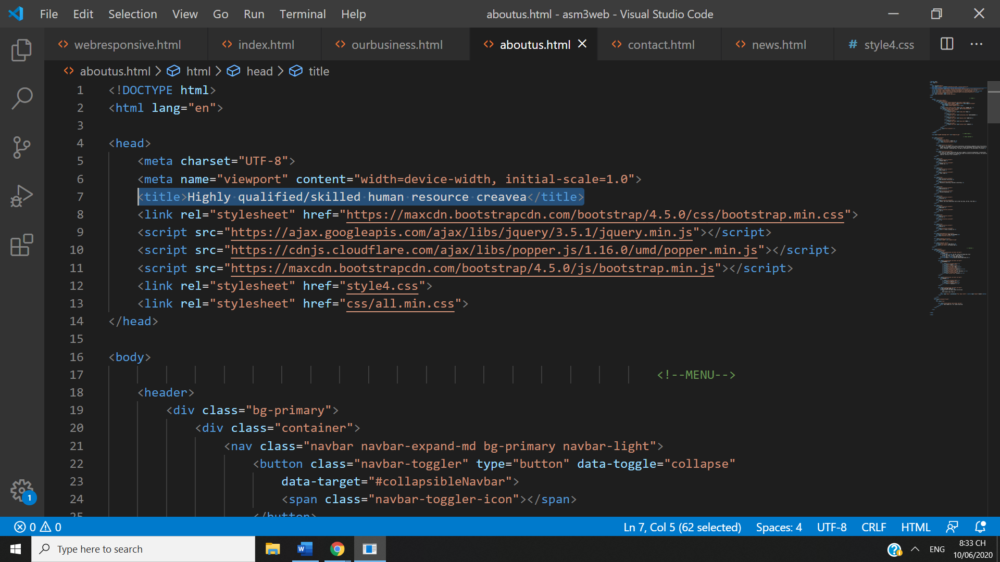 File Edit Selection View Go Run Terminal Help aboutus.html - asm3web - Visual Studio Code
webresponsive.html index.html ourbusiness.html aboutus.html contact.html news.html # style4.css ...
aboutus.html > html > head > title
1 <!DOCTYPE html>
2 <html lang="en">
3
4 <head>
5 <meta charset="UTF-8">
6 <meta name="viewport" content="width=device-width, initial-scale=1.0">
7 <title>Highly qualified/skilled human resource creavea</title>
8 <link rel="stylesheet" href="https://maxcdn.bootstrapcdn.com/bootstrap/4.5.0/css/bootstrap.min.css">
9 <script src="https://ajax.googleapis.com/ajax/libs/jquery/3.5.1/jquery.min.js"></script>
10 <script src="https://cdnjs.cloudflare.com/ajax/libs/popper.js/1.16.0/umd/popper.min.js"></script>
11 <script src="https://maxcdn.bootstrapcdn.com/bootstrap/4.5.0/js/bootstrap.min.js"></script>
12 <link rel="stylesheet" href="style4.css">
13 <link rel="stylesheet" href="css/all.min.css">
14 </head>
15
16 <body>
17 <!--MENU-->
18 <header>
19 <div class="bg-primary">
20 <div class="container">
21 <nav class="navbar navbar-expand-md bg-primary navbar-light">
22 <button class="navbar-toggler" type="button" data-toggle="collapse"
23 data-target="#collapsibleNavbar">
24 <span class="navbar-toggler-icon"></span>
25 </button>
1
0 0 Ln 7, Col 5 (62 selected) Spaces: 4 UTF-8 CRLF HTML
Type here to search ENG 8:33 CH
10/06/2020